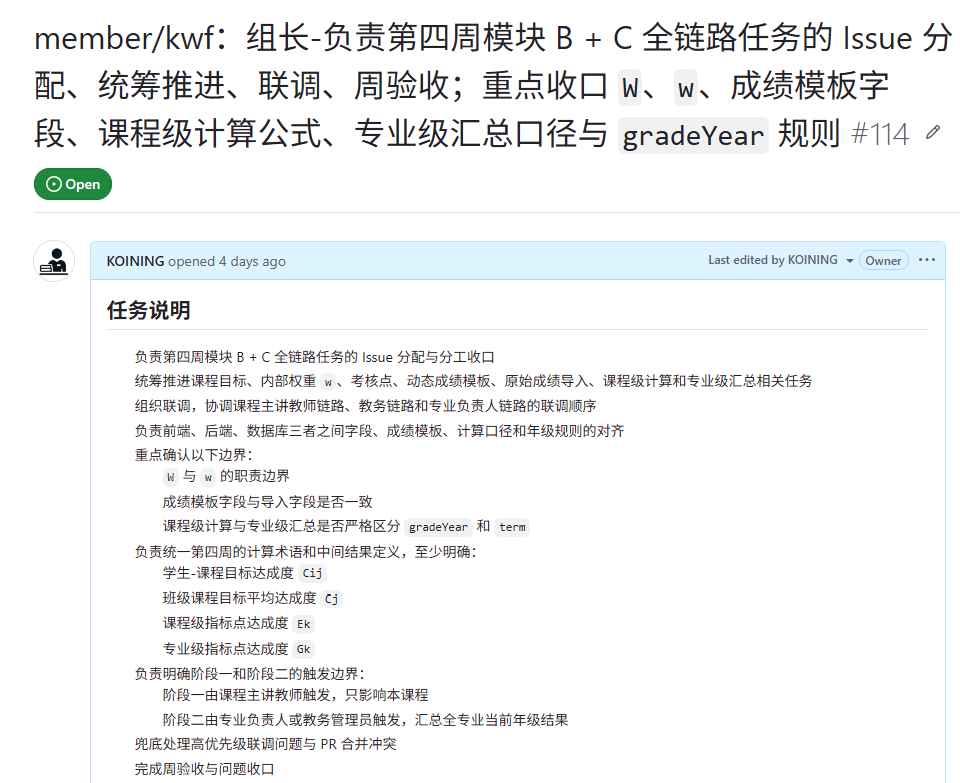 member/kwf：组长-负责第四周模块 B + C 全链路任务的 Issue 分
配、统筹推进、联调、周验收；重点收口 W、w、成绩模板字
段、课程级计算公式、专业级汇总口径与 gradeYear 规则 #114
Open
KOINING opened 4 days ago
Last edited by KOINING
Owner
任务说明
负责第四周模块 B + C 全链路任务的 Issue 分配与分工收口
统筹推进课程目标、内部权重 w、考核点、动态成绩模板、原始成绩导入、课程级计算和专业级汇总相关任务
组织联调，协调课程主讲教师链路、教务链路和专业负责人链路的联调顺序
负责前端、后端、数据库三者之间字段、成绩模板、计算口径和年级规则的对齐
重点确认以下边界：
W 与 w 的职责边界
成绩模板字段与导入字段是否一致
课程级计算与专业级汇总是否严格区分 gradeYear 和 term
负责统一第四周的计算术语和中间结果定义，至少明确：
学生-课程目标达成度 Cij
班级课程目标平均达成度 Cj
课程级指标点达成度 Ek
专业级指标点达成度 Gk
负责明确阶段一和阶段二的触发边界：
阶段一由课程主讲教师触发，只影响本课程
阶段二由专业负责人或教务管理员触发，汇总全专业当前年级结果
兜底处理高优先级联调问题与 PR 合并冲突
完成周验收与问题收口